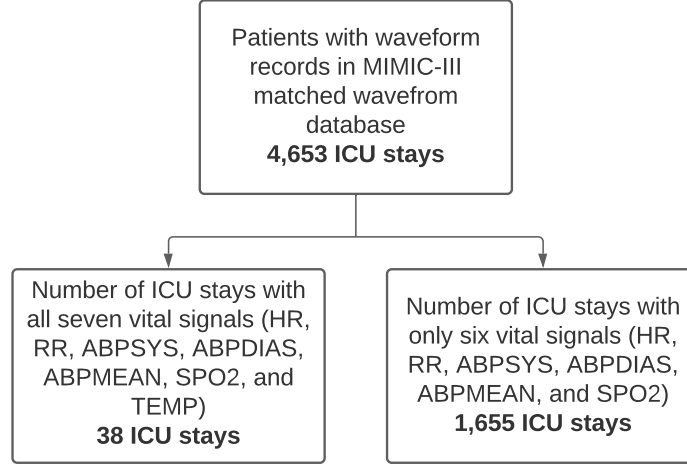 Patients with waveform
records in MIMIC-III
matched wavefrom
database
4,653 ICU stays
Number of ICU stays with
all seven vital signals (HR,
RR, ABPSYS, ABPDIAS,
ABPMEAN, SPO2, and
TEMP)
38 ICU stays
Number of ICU stays with
only six vital signals (HR,
RR, ABPSYS, ABPDIAS,
ABPMEAN, and SPO2)
1,655 ICU stays